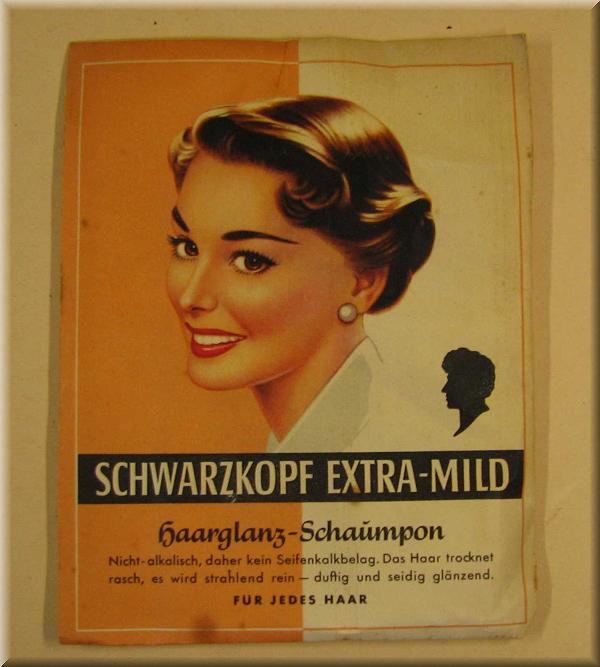 SCHWARZKOPF EXTRA-MILD
Haarglanz-Schaumpon
Nicht-alkalisch, daher kein Seifenkalkbelag. Das Haar trocknet
rasch, es wird strahlend rein — duftig und seidig glänzend.
FÜR JEDES HAAR